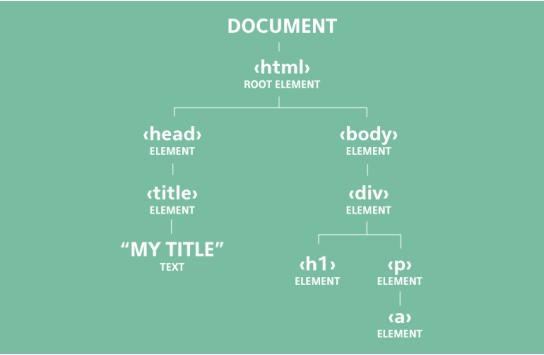 DOCUMENT
‹html›
ROOT ELEMENT
‹head› ‹body›
ELEMENT ELEMENT
‹title› ‹div›
ELEMENT ELEMENT
“MY TITLE”
TEXT
‹h1› ‹p›
ELEMENT ELEMENT
‹a›
ELEMENT